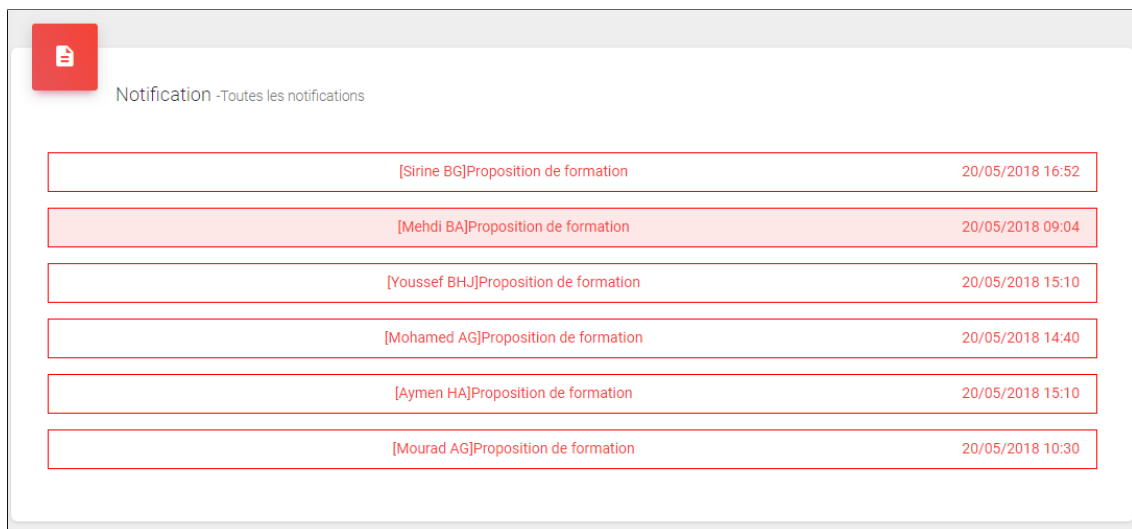 Notification -Toutes les notifications
[Sirine BG]Proposition de formation 20/05/2018 16:52
[Mehdi BA]Proposition de formation 20/05/2018 09:04
[Youssef BHJ]Proposition de formation 20/05/2018 15:10
[Mohamed AG]Proposition de formation 20/05/2018 14:40
[Aymen HA]Proposition de formation 20/05/2018 15:10
[Mourad AG]Proposition de formation 20/05/2018 10:30